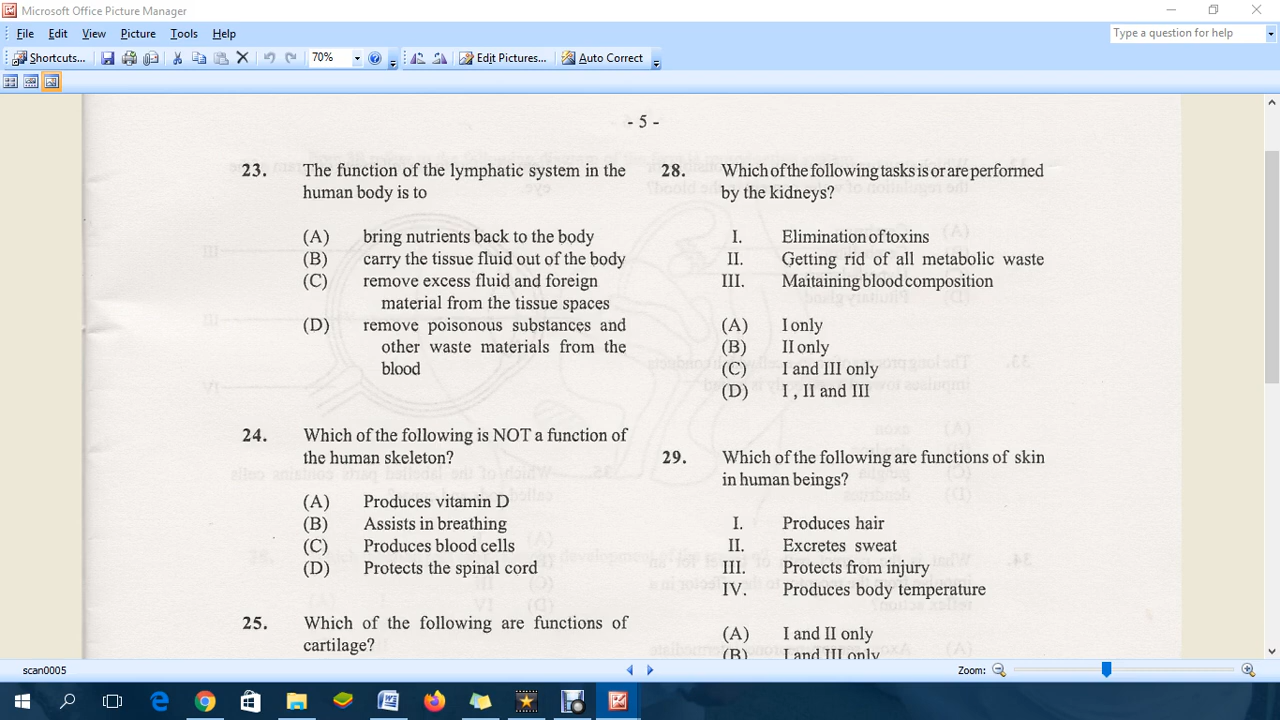 Microsoft Office Picture Manager
File Edit View Picture Tools Help
Type a question for help
Shortcuts...
70%
Edit Pictures...
Auto Correct
- 5 -
23. The function of the lymphatic system in the
human body is to
(A) bring nutrients back to the body
(B) carry the tissue fluid out of the body
(C) remove excess fluid and foreign
material from the tissue spaces
(D) remove poisonous substances and
other waste materials from the
blood
24. Which of the following is NOT a function of
the human skeleton?
(A) Produces vitamin D
(B) Assists in breathing
(C) Produces blood cells
(D) Protects the spinal cord
25. Which of the following are functions of
cartilage?
28. Which of the following tasks is or are performed
by the kidneys?
I. Elimination of toxins
II. Getting rid of all metabolic waste
III. Maitaining blood composition
(A) I only
(B) II only
(C) I and III only
(D) I , II and III
29. Which of the following are functions of skin
in human beings?
I. Produces hair
II. Excretes sweat
III. Protects from injury
IV. Produces body temperature
(A) I and II only
(B) I and III only
scan0005
Zoom: